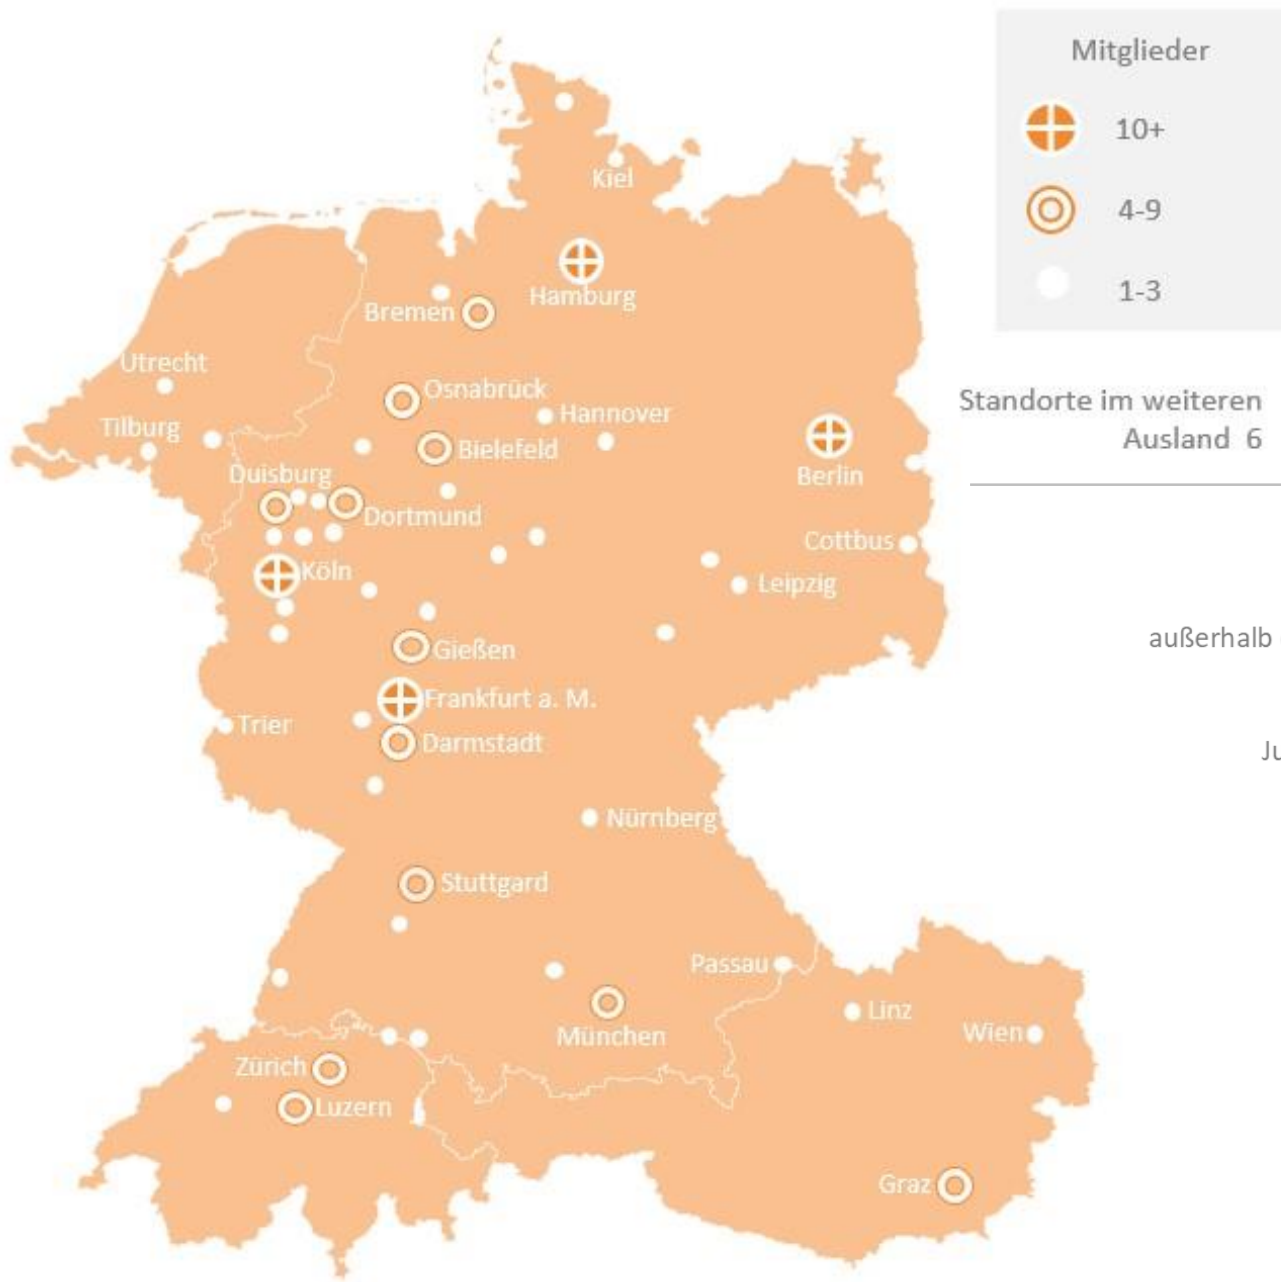 Mitglieder
10+
4-9
1-3
Standorte im weiteren
Ausland 6
außerhalb
Ju
Kiel
Hamburg
Bremen
Utrecht
Osnabrück
Hannover
Tilburg
Bielefeld
Duisburg
Berlin
Dortmund
Cottbus
Köln
Leipzig
Gießen
Frankfurt a. M.
Trier
Darmstadt
Nürnberg
Stuttgard
Passau
Linz
Wien
München
Zürich
Luzern
Graz